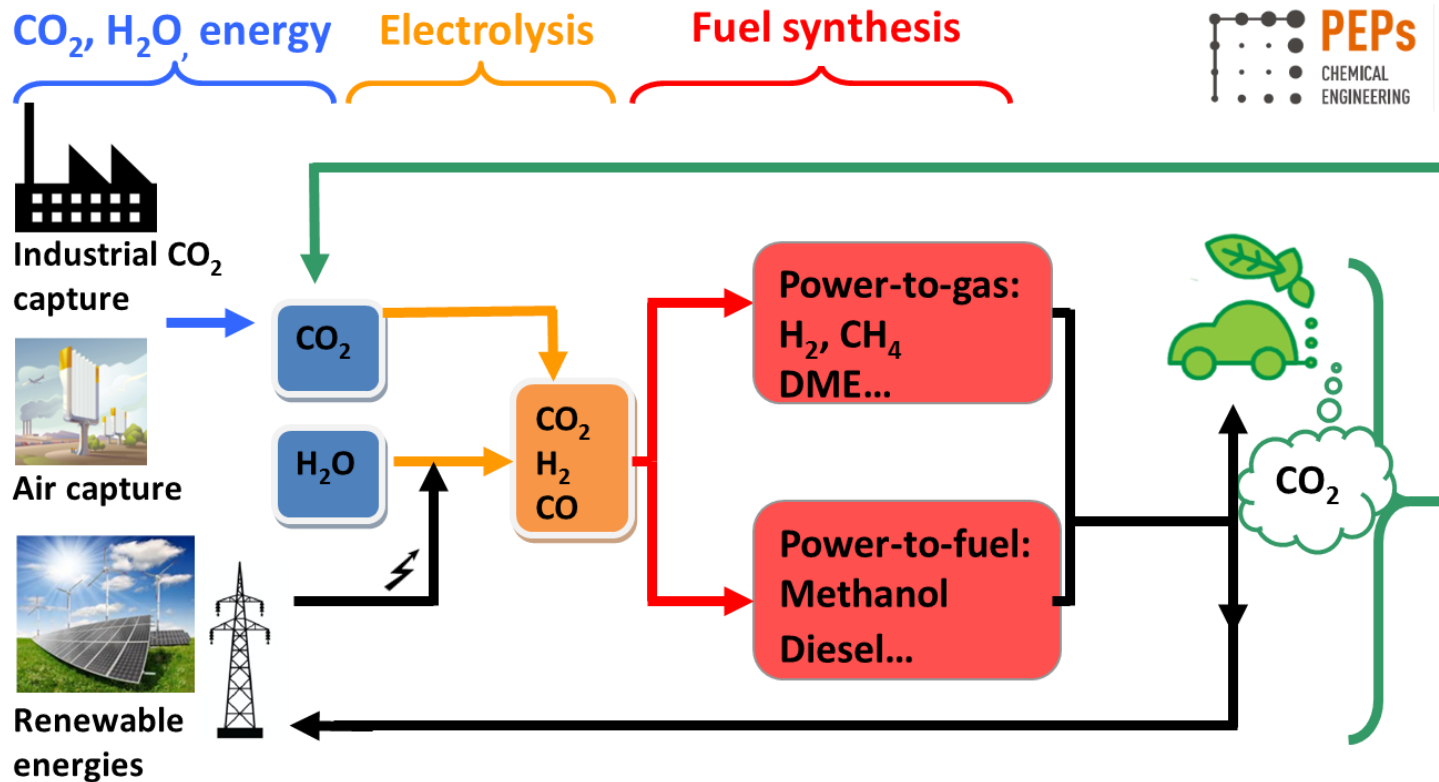 CO₂, H₂O, energy
Electrolysis
Fuel synthesis
PEPs
CHEMICAL
ENGINEERING
Industrial CO₂
capture
Air capture
Renewable
energies
CO₂
H₂O
CO₂
H₂
CO
Power-to-gas:
H₂, CH₄
DME…
Power-to-fuel:
Methanol
Diesel…
CO₂